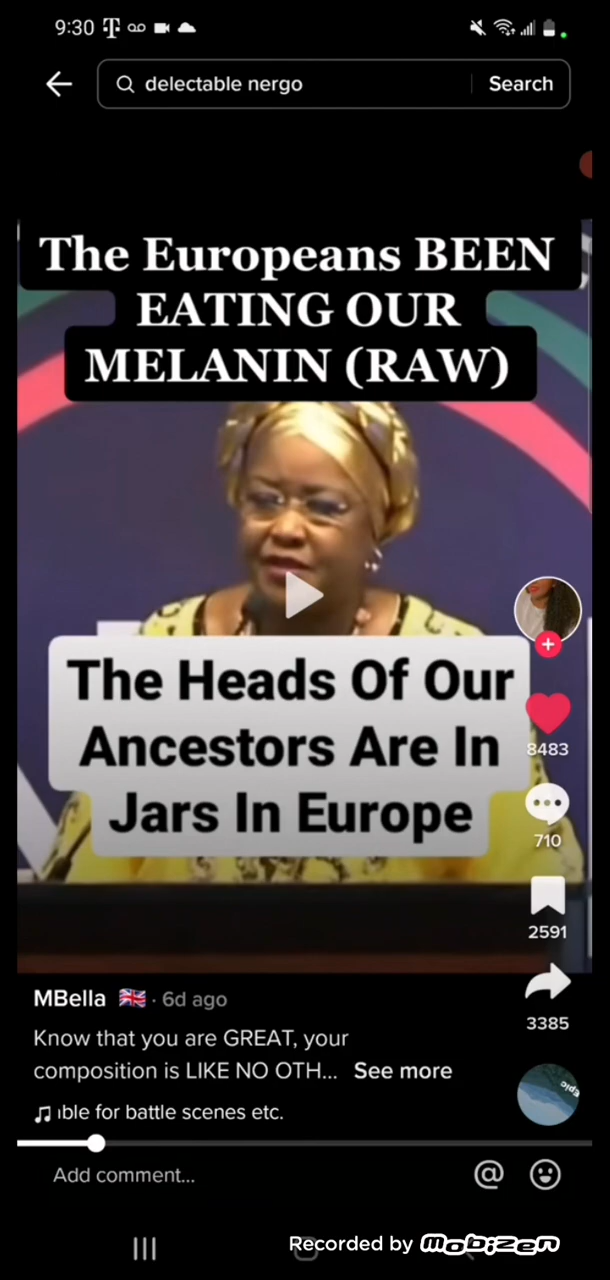 9:30
delectable nergo
Search
The Europeans BEEN
EATING OUR
MELANIN (RAW)
The Heads Of Our
Ancestors Are In
Jars In Europe
8483
710
2591
3385
MBella 🇬🇧 · 6d ago
Know that you are GREAT, your
composition is LIKE NO OTH... See more
Epic
ible for battle scenes etc.
Add comment...
@
Recorded by Mobizen